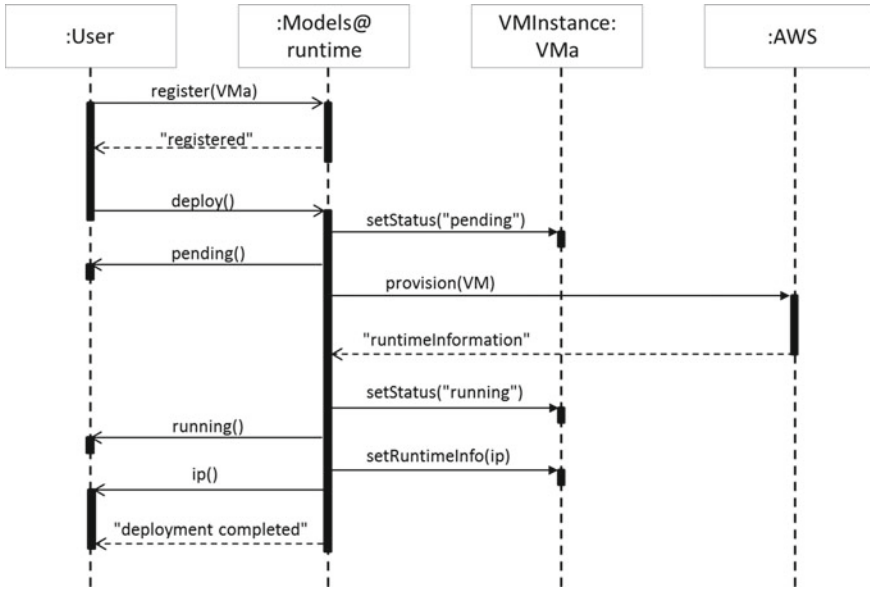 :User
:Models@
runtime
VMInstance:
VMa
:AWS
register(VMa)
"registered"
deploy()
setStatus("pending")
pending()
provision(VM)
"runtimeInformation"
setStatus("running")
running()
setRuntimeInfo(ip)
ip()
"deployment completed"